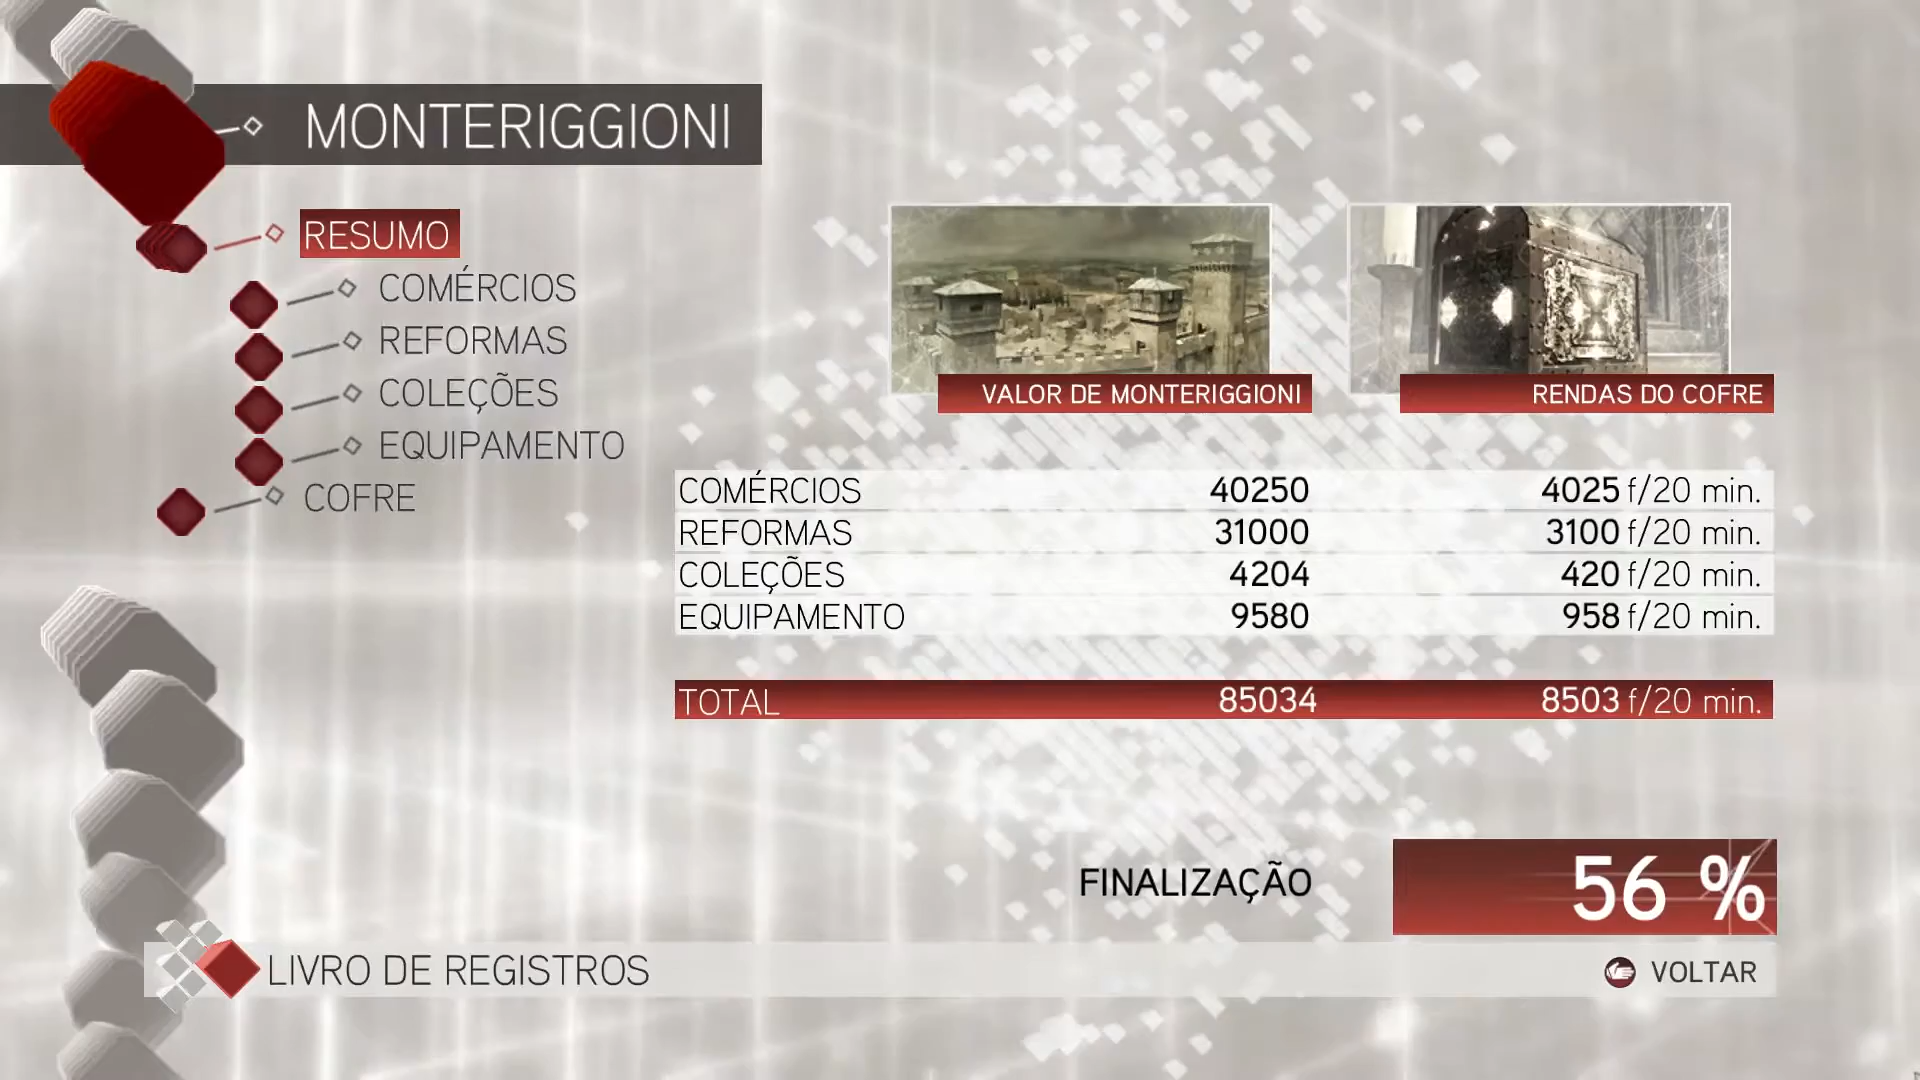 MONTERIGGIONI
RESUMO
COMÉRCIOS
REFORMAS
COLEÇÕES
EQUIPAMENTO
COFRE
VALOR DE MONTERIGGIONI
RENDAS DO COFRE
COMÉRCIOS 40250 4025 f/20 min.
REFORMAS 31000 3100 f/20 min.
COLEÇÕES 4204 420 f/20 min.
EQUIPAMENTO 9580 958 f/20 min.
TOTAL 85034 8503 f/20 min.
FINALIZAÇÃO 56 %
LIVRO DE REGISTROS
VOLTAR